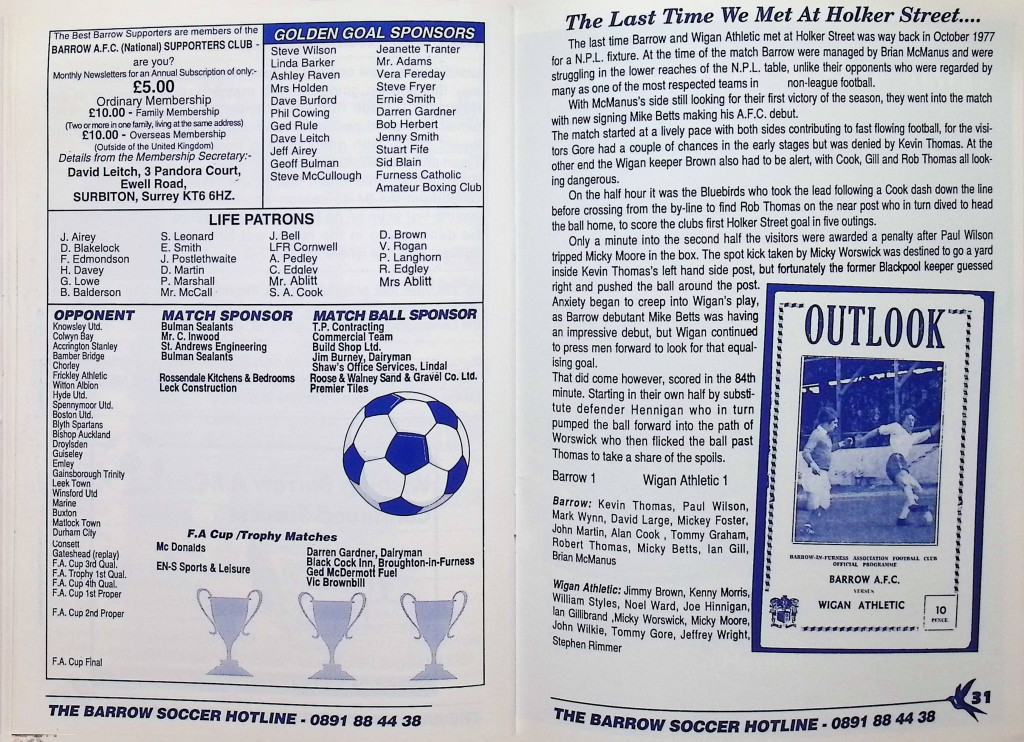 The Best Barrow Supporters are members of the
BARROW A.F.C. (National) SUPPORTERS CLUB -
are you?
Monthly Newsletters for an Annual Subscription of only:-
£5.00
Ordinary Membership
£10.00 - Family Membership
(Two or more in one family, living at the same address)
£10.00 - Overseas Membership
(Outside of the United Kingdom)
Details from the Membership Secretary:-
David Leitch, 3 Pandora Court,
Ewell Road,
SURBITON, Surrey KT6 6HZ.
GOLDEN GOAL SPONSORS
Steve Wilson
Linda Barker
Ashley Raven
Mrs Holden
Dave Burford
Phil Cowing
Ged Rule
Dave Leitch
Jeff Airey
Geoff Bulman
Steve McCullough
Jeanette Tranter
Mr. Adams
Vera Fereday
Steve Fryer
Ernie Smith
Darren Gardner
Bob Herbert
Jenny Smith
Stuart Fife
Sid Blain
Furness Catholic
Amateur Boxing Club
LIFE PATRONS
J. Airey
D. Blakelock
F. Edmondson
H. Davey
G. Lowe
B. Balderson
S. Leonard
E. Smith
J. Postlethwaite
D. Martin
P. Marshall
Mr. McCall
J. Bell
LFR Cornwell
A. Pedley
C. Edgley
Mr. Ablitt
S. A. Cook
D. Brown
V. Rogan
P. Langhorn
R. Edgley
Mrs Ablitt
OPPONENT
Knowsley Utd.
Colwyn Bay
Accrington Stanley
Bamber Bridge
Chorley
Frickley Athletic
Witton Albion
Hyde Utd.
Spennymoor Utd.
Boston Utd.
Blyth Spartans
Bishop Auckland
Droylsden
Guiseley
Emley
Gainsborough Trinity
Leek Town
Winsford Utd
Marine
Buxton
Matlock Town
Durham City
Consett
Gateshead (replay)
F.A. Cup 3rd Qual.
F.A. Trophy 1st Qual.
F.A. Cup 4th Qual.
F.A. Cup 1st Proper
F.A. Cup 2nd Proper
F.A. Cup Final
MATCH SPONSOR
Bulman Sealants
Mr. C. Inwood
St. Andrews Engineering
Bulman Sealants
Rossendale Kitchens & Bedrooms
Leck Construction
MATCH BALL SPONSOR
T.P. Contracting
Commercial Team
Build Shop Ltd.
Jim Burney, Dairyman
Shaw's Office Services, Lindal
Roose & Walney Sand & Gravel Co. Ltd.
Premier Tiles
F.A Cup /Trophy Matches
Mc Donalds
EN-S Sports & Leisure
Darren Gardner, Dairyman
Black Cock Inn, Broughton-in-Furness
Ged McDermott Fuel
Vic Brownbill
THE BARROW SOCCER HOTLINE - 0891 88 44 38
The Last Time We Met At Holker Street....
The last time Barrow and Wigan Athletic met at Holker Street was way back in October 1977
for a N.P.L. fixture. At the time of the match Barrow were managed by Brian McManus and were
struggling in the lower reaches of the N.P.L. table, unlike their opponents who were regarded by
many as one of the most respected teams in non-league football.
With McManus's side still looking for their first victory of the season, they went into the match
with new signing Mike Betts making his A.F.C. debut.
The match started at a lively pace with both sides contributing to fast flowing football, for the visi-
tors Gore had a couple of chances in the early stages but was denied by Kevin Thomas. At the
other end the Wigan keeper Brown also had to be alert, with Cook, Gill and Rob Thomas all look-
ing dangerous.
On the half hour it was the Bluebirds who took the lead following a Cook dash down the line
before crossing from the by-line to find Rob Thomas on the near post who in turn dived to head
the ball home, to score the clubs first Holker Street goal in five outings.
Only a minute into the second half the visitors were awarded a penalty after Paul Wilson
tripped Micky Moore in the box. The spot kick taken by Micky Worswick was destined to go a yard
inside Kevin Thomas's left hand side post, but fortunately the former Blackpool keeper guessed
right and pushed the ball around the post.
Anxiety began to creep into Wigan's play,
as Barrow debutant Mike Betts was having
an impressive debut, but Wigan continued
to press men forward to look for that equal-
ising goal.
That did come however, scored in the 84th
minute. Starting in their own half by substi-
tute defender Hennigan who in turn
pumped the ball forward into the path of
Worswick who then flicked the ball past
Thomas to take a share of the spoils.
Barrow 1 Wigan Athletic 1
Barrow: Kevin Thomas, Paul Wilson,
Mark Wynn, David Large, Mickey Foster,
John Martin, Alan Cook , Tommy Graham,
Robert Thomas, Micky Betts, Ian Gill,
Brian McManus
Wigan Athletic: Jimmy Brown, Kenny Morris,
William Styles, Noel Ward, Joe Hinnigan,
Ian Gillibrand ,Micky Worswick, Micky Moore,
John Wilkie, Tommy Gore, Jeffrey Wright,
Stephen Rimmer
OUTLOOK
BARROW-IN-FURNESS ASSOCIATION FOOTBALL CLUB
OFFICIAL PROGRAMME
BARROW A.F.C.
VERSUS
WIGAN ATHLETIC
10
PENCE
THE BARROW SOCCER HOTLINE - 0891 88 44 38
31